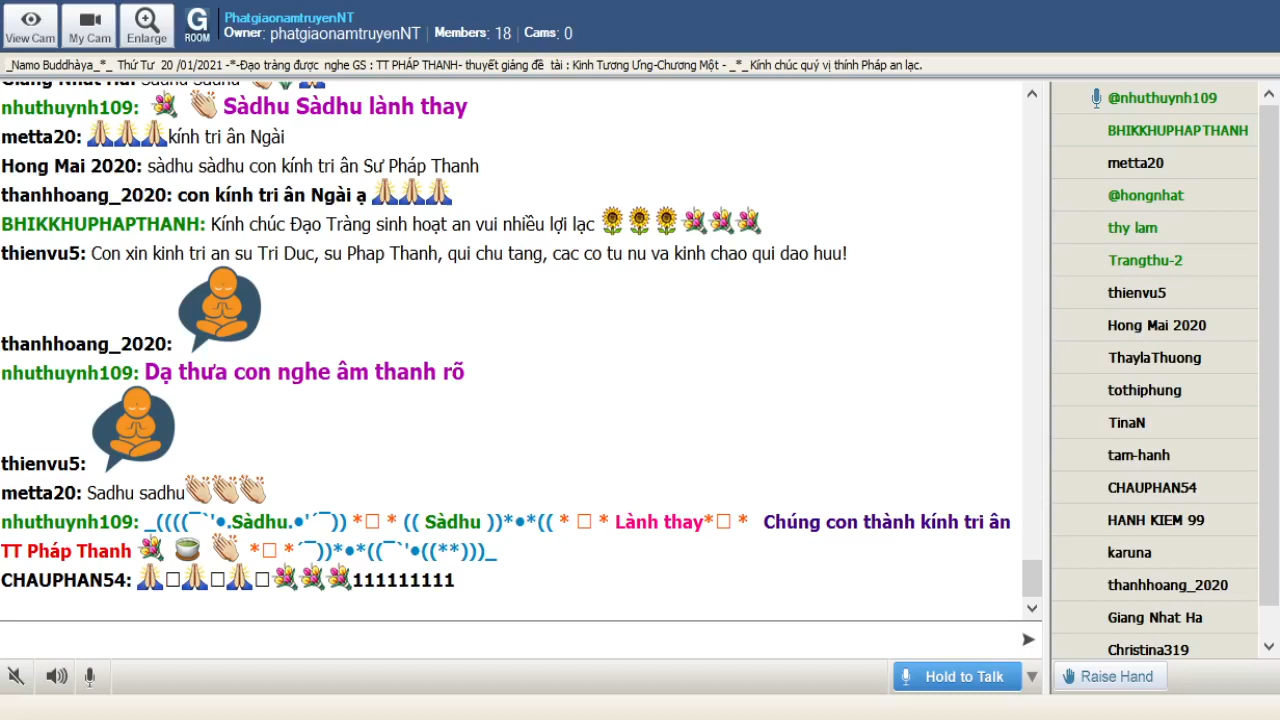 View Cam
My Cam
Enlarge
G
ROOM
PhatgiaonamtruyenNT
Owner: phatgiaonamtruyenNT | Members: 18 | Cams: 0
_Namo Buddhàya_*_ Thứ Tư 20 /01/2021 -*-Đạo tràng được nghe GS : TT PHÁP THANH- thuyết giảng đề tài : Kinh Tương Ưng-Chương Một - _*_Kính chúc quý vị thính Pháp an lạc.
Giang Nhat Ha: Sadhu Sadhu
nhuthuynh109: Sàdhu Sàdhu lành thay
metta20: kính tri ân Ngài
Hong Mai 2020: sàdhu sàdhu con kính tri ân Sư Pháp Thanh
thanhhoang_2020: con kính tri ân Ngài ạ
BHIKKHUPHAPTHANH: Kính chúc Đạo Tràng sinh hoạt an vui nhiều lợi lạc
thienvu5: Con xin kinh tri an su Tri Duc, su Phap Thanh, qui chu tang, cac co tu nu va kinh chao qui dao huu!
thanhhoang_2020:
nhuthuynh109: Dạ thưa con nghe âm thanh rõ
thienvu5:
metta20: Sadhu sadhu
nhuthuynh109: _((((¯`'•.Sàdhu.•'´¯)) *□ * (( Sàdhu ))*•*(( * □ * Lành thay*□ * Chúng con thành kính tri ân
TT Pháp Thanh *□ *´¯))*•*((¯`'•((**)))_
CHAUPHAN54: □□□111111111
Hold to Talk
@nhuthuynh109
BHIKKHUPHAPTHANH
metta20
@hongnhat
thy lam
Trangthu-2
thienvu5
Hong Mai 2020
ThaylaThuong
tothiphung
TinaN
tam-hanh
CHAUPHAN54
HANH KIEM 99
karuna
thanhhoang_2020
Giang Nhat Ha
Christina319
Raise Hand